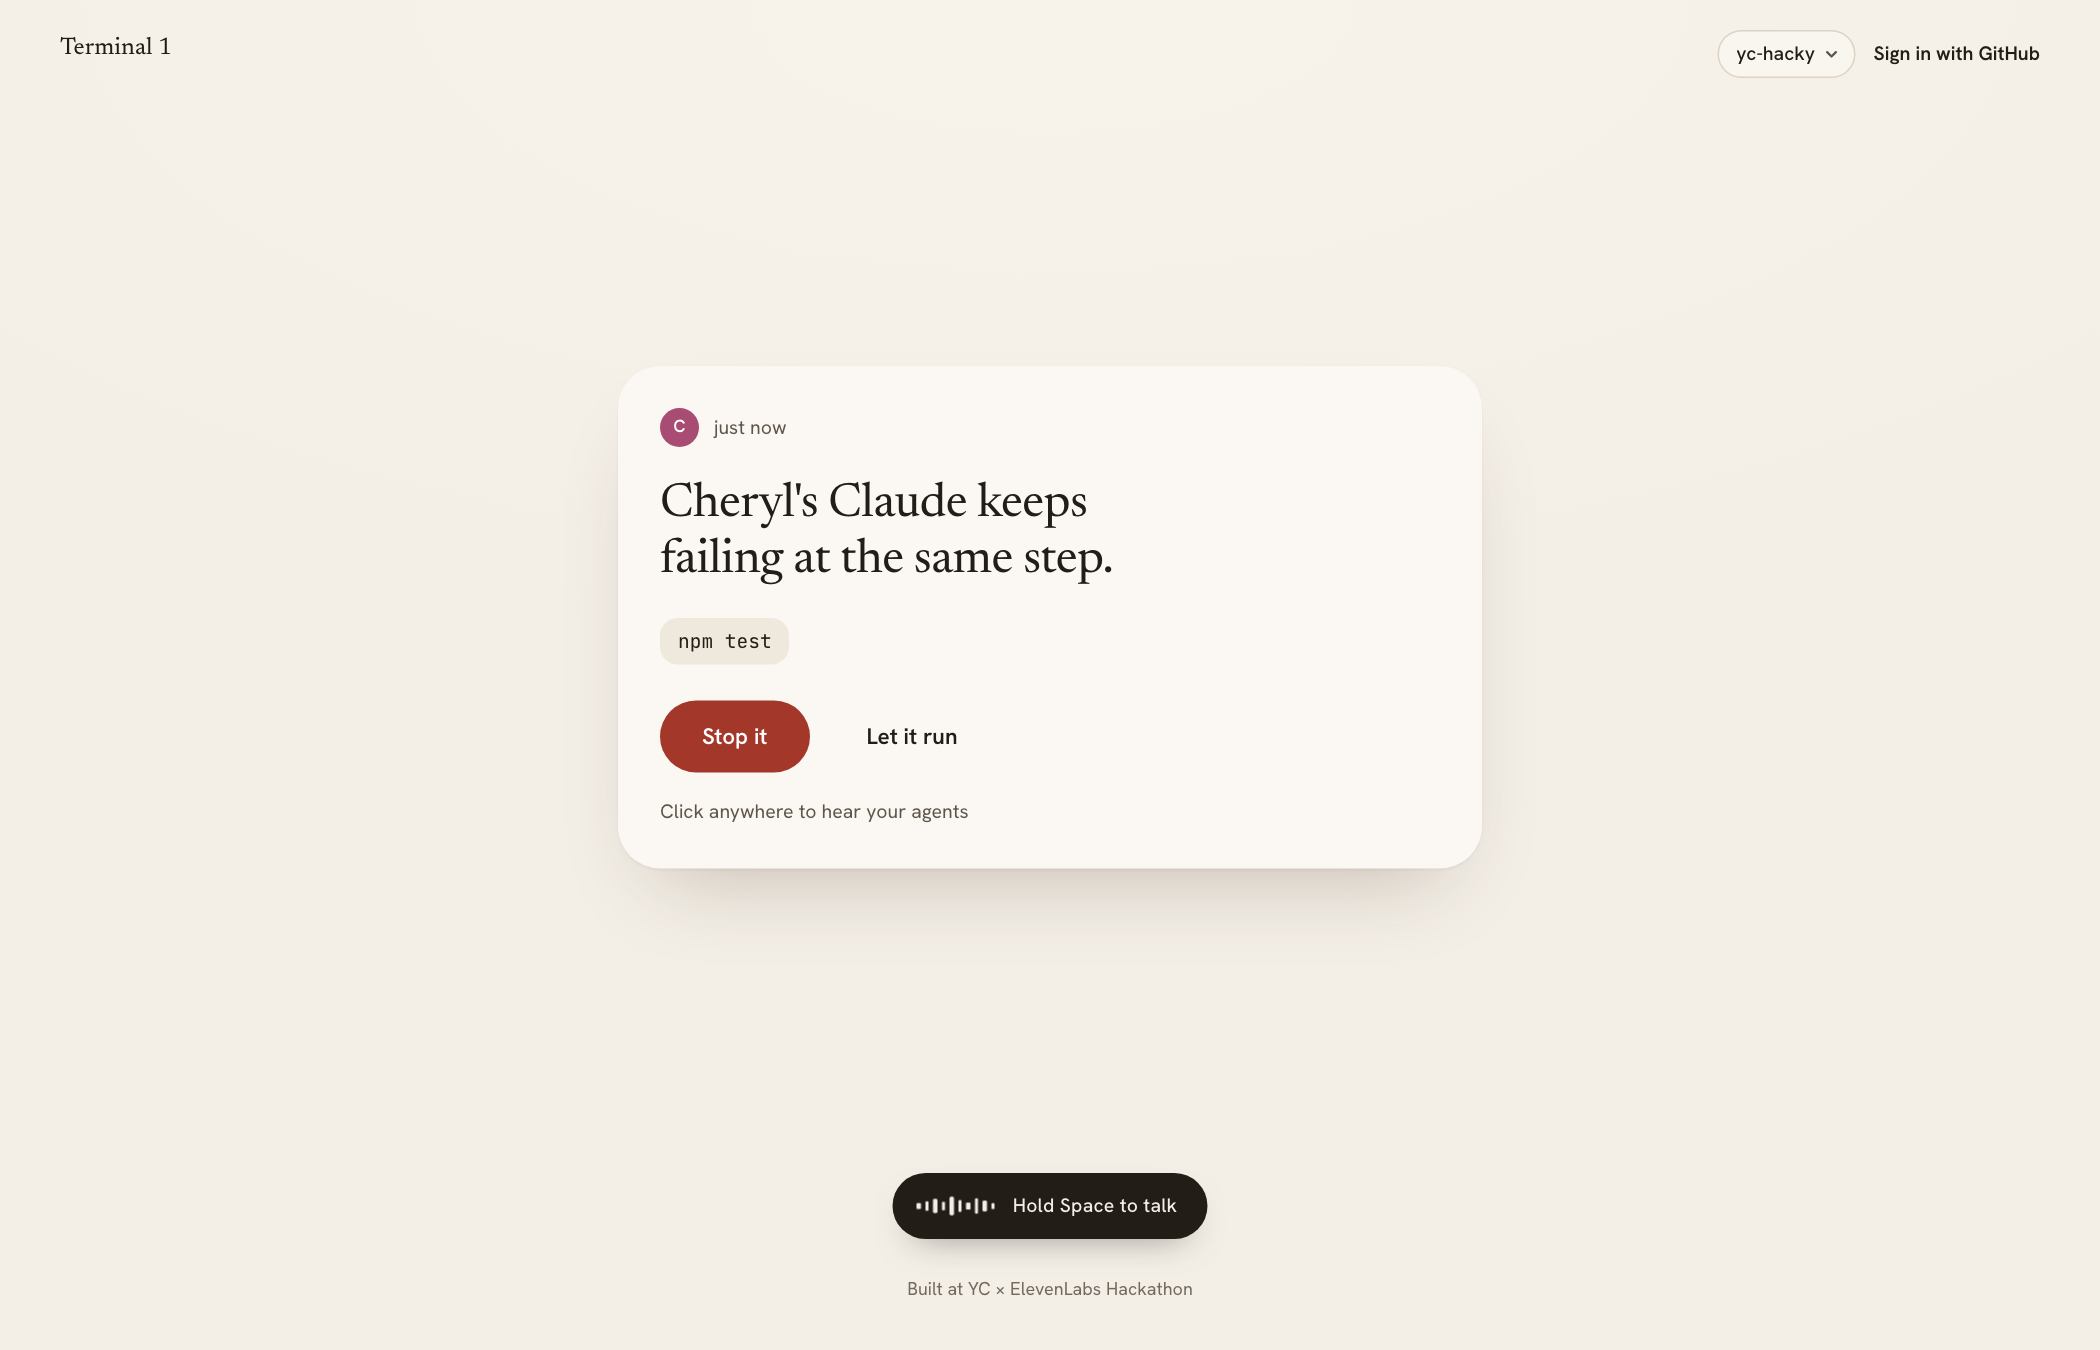 Terminal 1
yc-hacky
Sign in with GitHub
C
just now
Cheryl's Claude keeps
failing at the same step.
npm test
Stop it
Let it run
Click anywhere to hear your agents
Hold Space to talk
Built at YC × ElevenLabs Hackathon